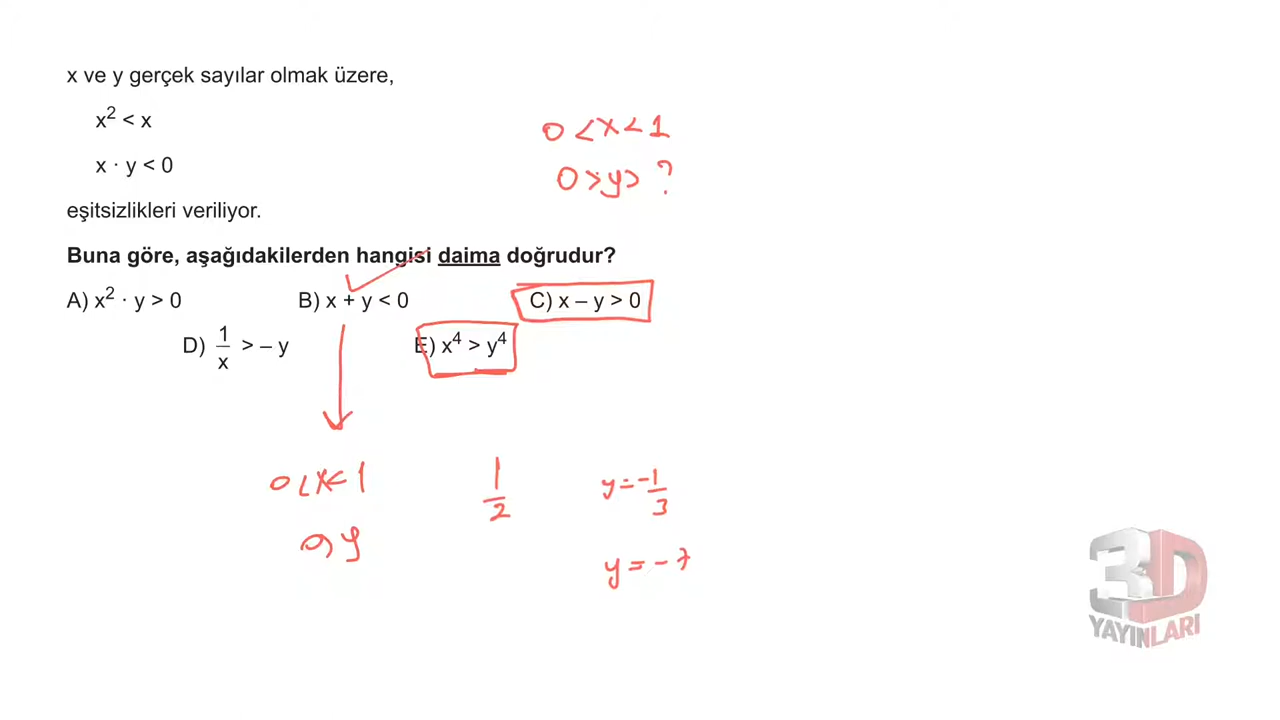 x ve y gerçek sayılar olmak üzere,
x² < x
0 < x < 1
x · y < 0
0 > y > ?
eşitsizlikleri veriliyor.
Buna göre, aşağıdakilerden hangisi daima doğrudur?
A) x² · y > 0 B) x + y < 0 C) x – y > 0
D) 1/x > – y E) x⁴ > y⁴
0 < x < 1
1/2
y = -1/3
y
y = -7
3D
YAYINLARI